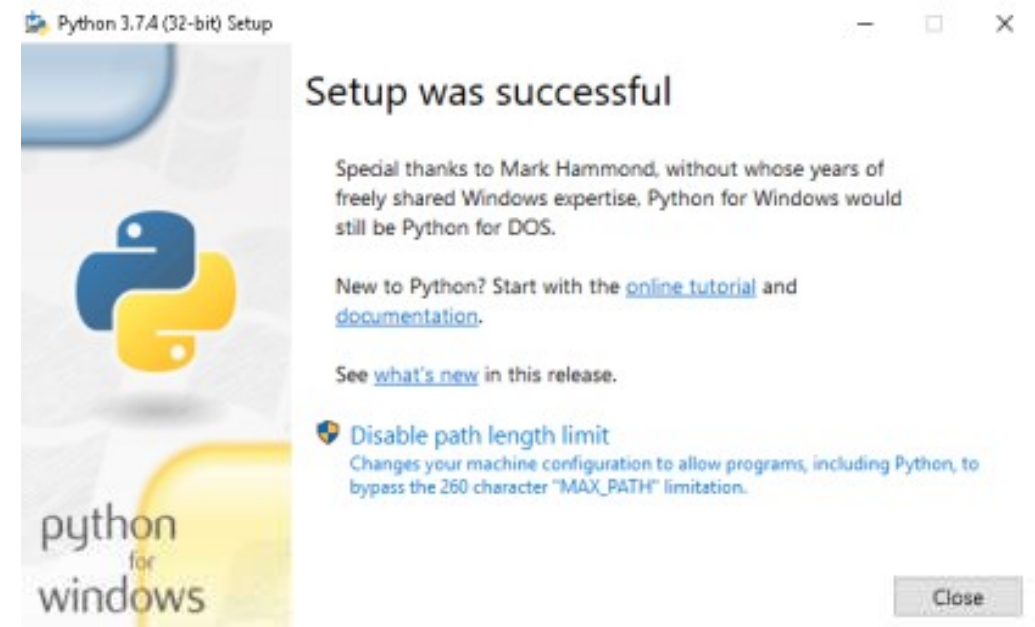 Python 3.7.4 (32-bit) Setup
Setup was successful
Special thanks to Mark Hammond, without whose years of
freely shared Windows expertise, Python for Windows would
still be Python for DOS.
New to Python? Start with the online tutorial and
documentation.
See what's new in this release.
Disable path length limit
Changes your machine configuration to allow programs, including Python, to
bypass the 260 character "MAX_PATH" limitation.
python
for
windows
Close